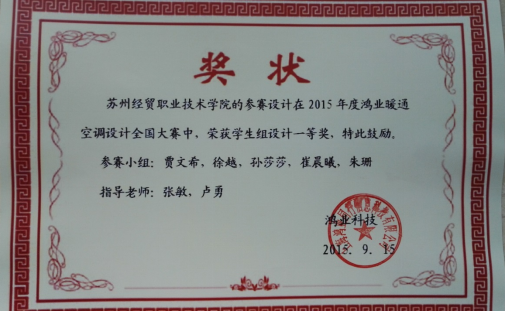 奖状
苏州经贸职业技术学院的参赛设计在 2015 年度鸿业暖通
空调设计全国大赛中，荣获学生组设计一等奖，特此鼓励。
参赛小组：贾文希、徐越、孙莎莎、崔晨曦、朱珊
指导老师：张敏、卢勇
鸿业科技
2015. 9. 15